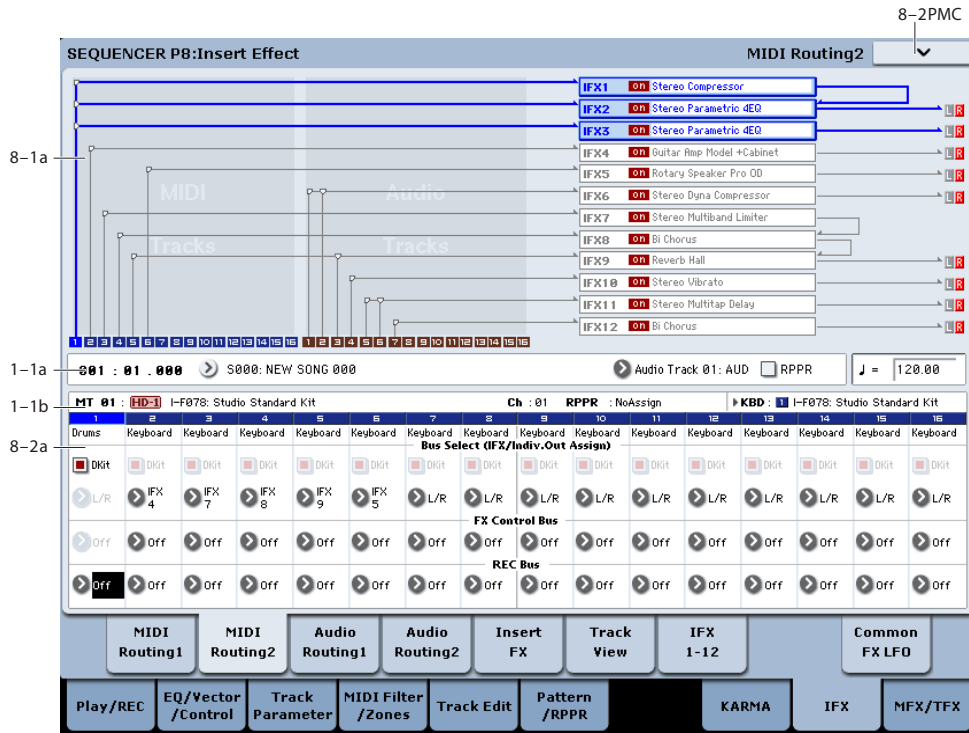 8–2PMC
SEQUENCER P8:Insert Effect MIDI Routing2
IFX1 on Stereo Compressor
IFX2 on Stereo Parametric 4EQ L R
IFX3 on Stereo Parametric 4EQ L R
8–1a
IFX4 on Guitar Amp Model +Cabinet L R
IFX5 on Rotary Speaker Pro OD L R
MIDI Audio
IFX6 on Stereo Dyna Compressor L R
IFX7 on Stereo Multiband Limiter
IFX8 on Bi Chorus
Tracks Tracks
IFX9 on Reverb Hall L R
IFX10 on Stereo Vibrato L R
IFX11 on Stereo Multitap Delay L R
IFX12 on Bi Chorus L R
1 2 3 4 5 6 7 8 9 10 11 12 13 14 15 16 1 2 3 4 5 6 7 8 9 10 11 12 13 14 15 16
1–1a
001 : 01 .000 S000: NEW SONG 000 Audio Track 01: AUD RPPR ♩ = 120.00
1–1b
MT 01 : HD-1 I-F078: Studio Standard Kit Ch :01 RPPR : NoAssign KBD : 1 I-F078: Studio Standard Kit
1 2 3 4 5 6 7 8 9 10 11 12 13 14 15 16
Drums Keyboard Keyboard Keyboard Keyboard Keyboard Keyboard Keyboard Keyboard Keyboard Keyboard Keyboard Keyboard Keyboard Keyboard Keyboard
8–2a
Bus Select (IFX/Indiv.Out Assign)
DKit DKit DKit DKit DKit DKit DKit DKit DKit DKit DKit DKit DKit DKit DKit DKit
L/R IFX 4 IFX 7 IFX 8 IFX 9 IFX 5 L/R L/R L/R L/R L/R L/R L/R L/R L/R L/R
FX Control Bus
Off Off Off Off Off Off Off Off Off Off Off Off Off Off Off Off
REC Bus
Off Off Off Off Off Off Off Off Off Off Off Off Off Off Off Off
MIDI Routing1 MIDI Routing2 Audio Routing1 Audio Routing2 Insert FX Track View IFX 1-12 Common FX LFO
Play/REC EQ/Vector /Control Track Parameter MIDI Filter /Zones Track Edit Pattern /RPPR KARMA IFX MFX/TFX